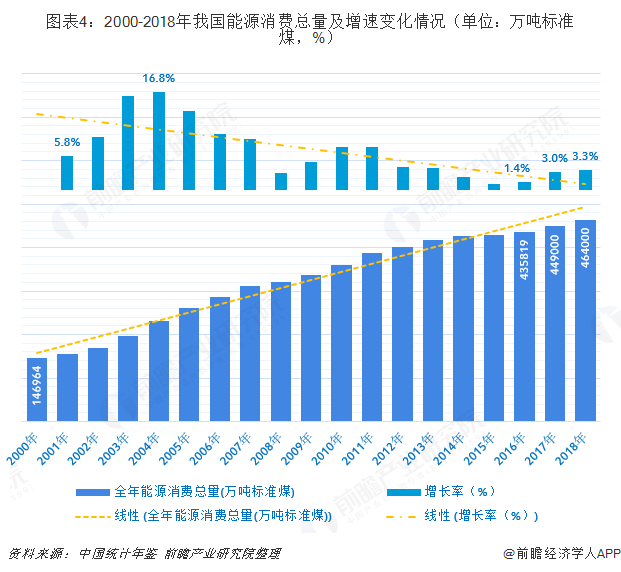 图表4：2000-2018年我国能源消费总量及增速变化情况（单位：万吨标准
煤，%）
16.8%
5.8%
1.4%
3.0%
3.3%
146964
435819
449000
464000
2000年
2001年
2002年
2003年
2004年
2005年
2006年
2007年
2008年
2009年
2010年
2011年
2012年
2013年
2014年
2015年
2016年
2017年
2018年
全年能源消费总量(万吨标准煤)
增长率（%）
线性 (全年能源消费总量(万吨标准煤))
线性 (增长率（%）)
资料来源：中国统计年鉴 前瞻产业研究院整理
@前瞻经济学人APP
前瞻产业研究院